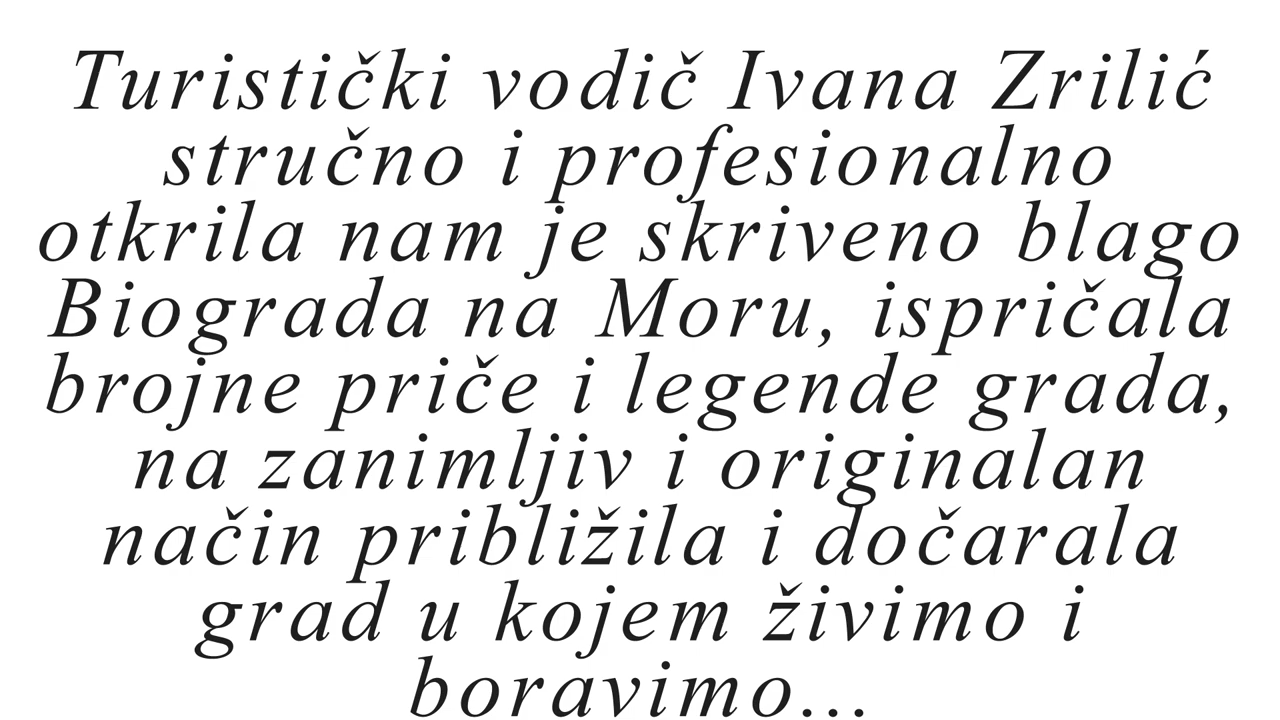 Turistički vodič Ivana Zrilić
stručno i profesionalno
otkrila nam je skriveno blago
Biograda na Moru, ispričala
brojne priče i legende grada,
na zanimljiv i originalan
način približila i dočarala
grad u kojem živimo i
boravimo...